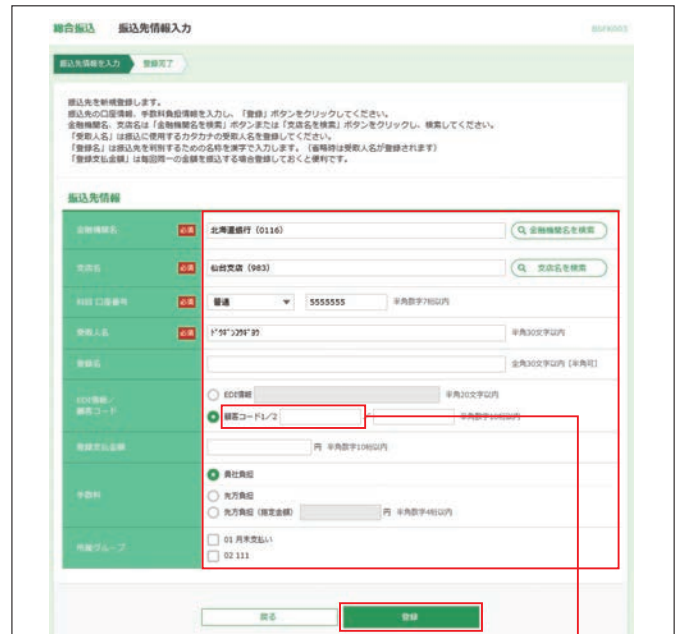 総合振込 振込先情報入力 BSFK003
振込先情報を入力 登録完了
振込先を新規登録します。
振込先の口座情報、手数料負担情報を入力し、「登録」ボタンをクリックしてください。
金融機関名、支店名は「金融機関名を検索」ボタンまたは「支店名を検索」ボタンをクリックし、検索してください。
「受取人名」は振込に使用するカタカナの受取人名を登録してください。
「登録名」は振込先を判別するための名称を漢字で入力します。（省略時は受取人名が登録されます）
「登録支払金額」は毎回同一の金額を振込する場合登録しておくと便利です。
振込先情報
金融機関名 必須 北海道銀行（0116） 金融機関名を検索
支店名 必須 仙台支店（983） 支店名を検索
科目 口座番号 必須 普通 5555555 半角数字7桁以内
受取人名 必須 半角30文字以内
登録名 全角30文字以内［半角可］
EDI情報／ EDI情報 半角20文字以内
顧客コード 顧客コード1／2 / 半角数字10桁以内
登録支払金額 円 半角数字10桁以内
手数料 貴社負担
先方負担
先方負担（指定金額） 円 半角数字4桁以内
所属グループ 01 月末支払い
02 111
戻る 登録